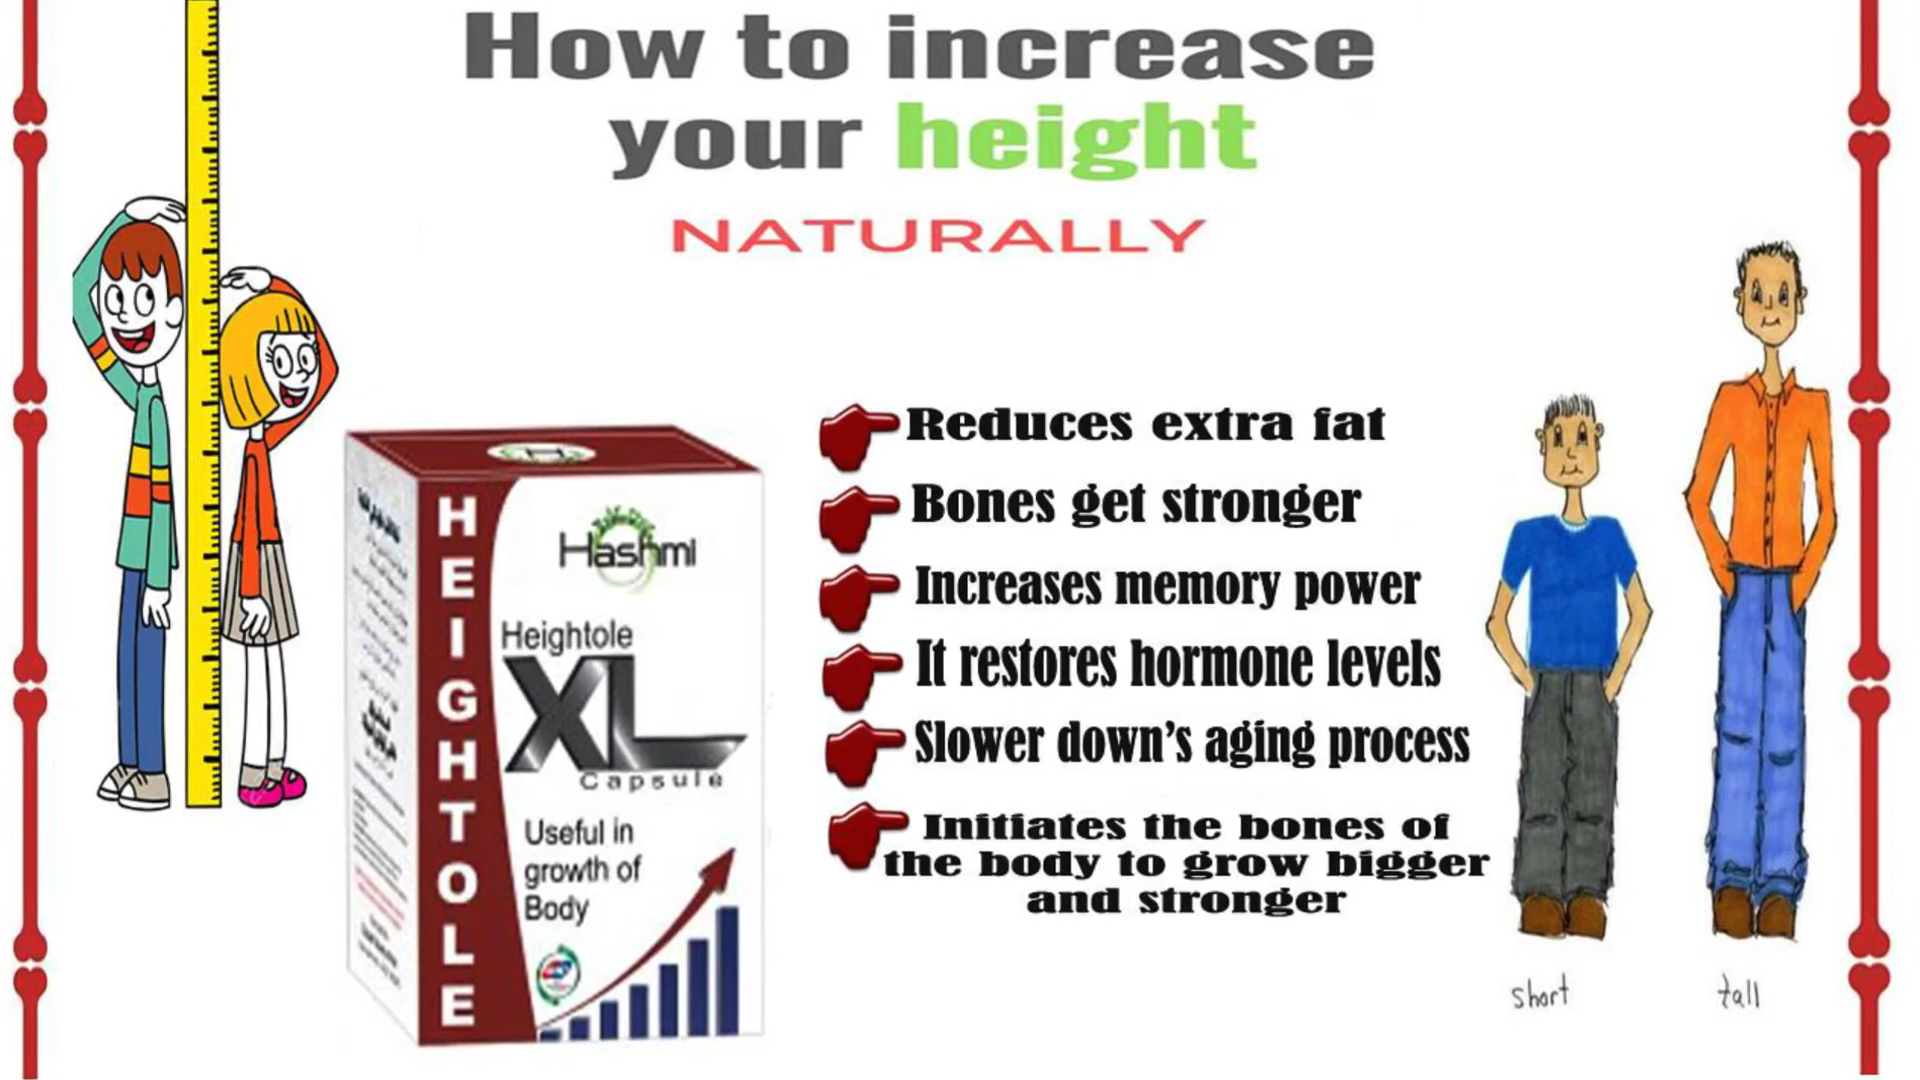 How to increase
your height
NATURALLY
Reduces extra fat
Bones get stronger
Increases memory power
It restores hormone levels
Slower down's aging process
Initiates the bones of
the body to grow bigger
and stronger
H
HEIGHTOLE
Hashmi
Heightole
XL
Capsule
Useful in
growth of
Body
short
tall